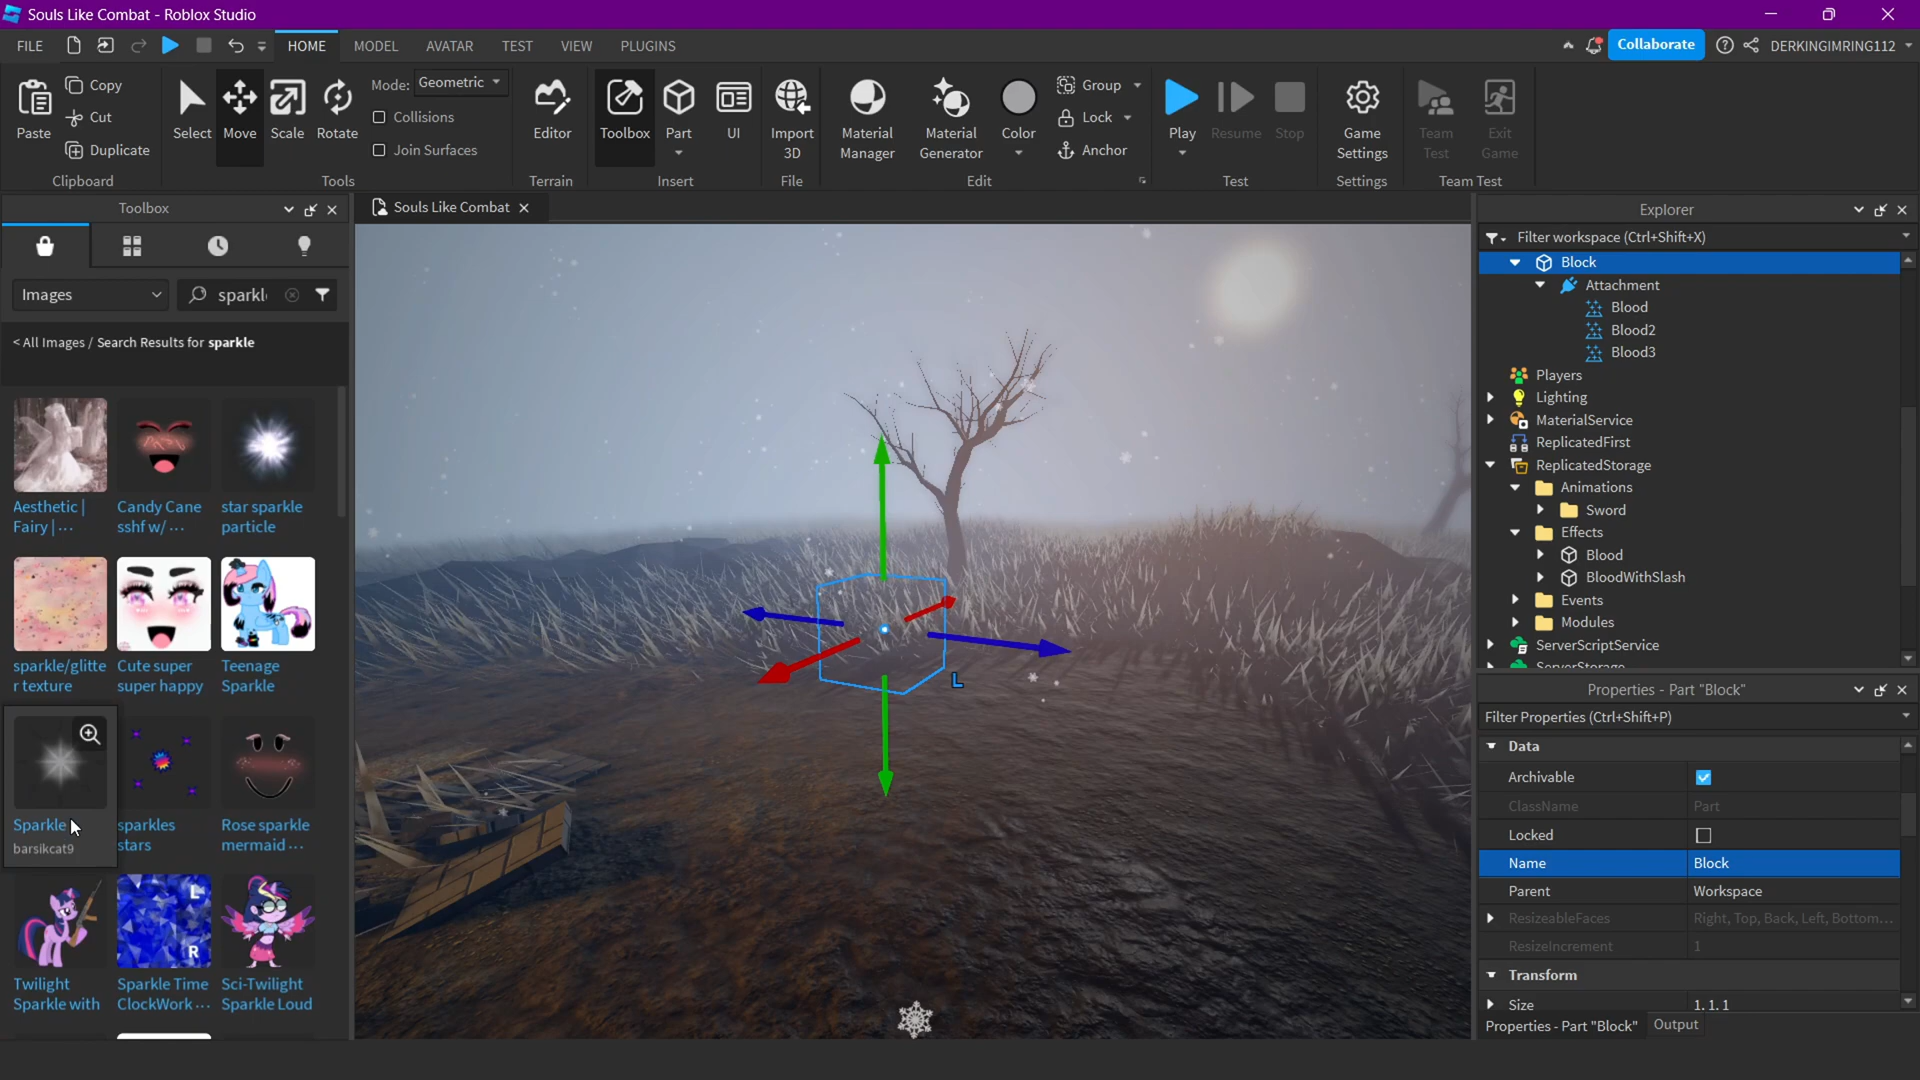 Souls Like Combat - Roblox Studio
FILE HOME MODEL AVATAR TEST VIEW PLUGINS Collaborate DERKINGIMRING112
Paste
Copy
Cut
Duplicate
Clipboard
Select
Move
Scale
Rotate
Mode: Geometric
Collisions
Join Surfaces
Tools
Editor
Terrain
Toolbox
Part
UI
Insert
Import
3D
File
Material
Manager
Material
Generator
Color
Group
Lock
Anchor
Edit
Play
Resume
Stop
Test
Game
Settings
Settings
Team
Test
Exit
Game
Team Test
Toolbox
Images
sparkl
< All Images / Search Results for sparkle
Aesthetic |
Fairy | ...
Candy Cane
sshf w/ ...
star sparkle
particle
sparkle/glitte
r texture
Cute super
super happy
Teenage
Sparkle
Sparkle
barsikcat9
sparkles
stars
Rose sparkle
mermaid ...
Twilight
Sparkle with
L
R
Sparkle Time
ClockWork ...
Sci-Twilight
Sparkle Loud
Souls Like Combat
L
Explorer
Filter workspace (Ctrl+Shift+X)
Block
Attachment
Blood
Blood2
Blood3
Players
Lighting
MaterialService
ReplicatedFirst
ReplicatedStorage
Animations
Sword
Effects
Blood
BloodWithSlash
Events
Modules
ServerScriptService
ServerStorage
Properties - Part "Block"
Filter Properties (Ctrl+Shift+P)
Data
Archivable
ClassName Part
Locked
Name Block
Parent Workspace
ResizeableFaces Right, Top, Back, Left, Bottom...
ResizeIncrement 1
Transform
Size 1, 1, 1
Properties - Part "Block" Output